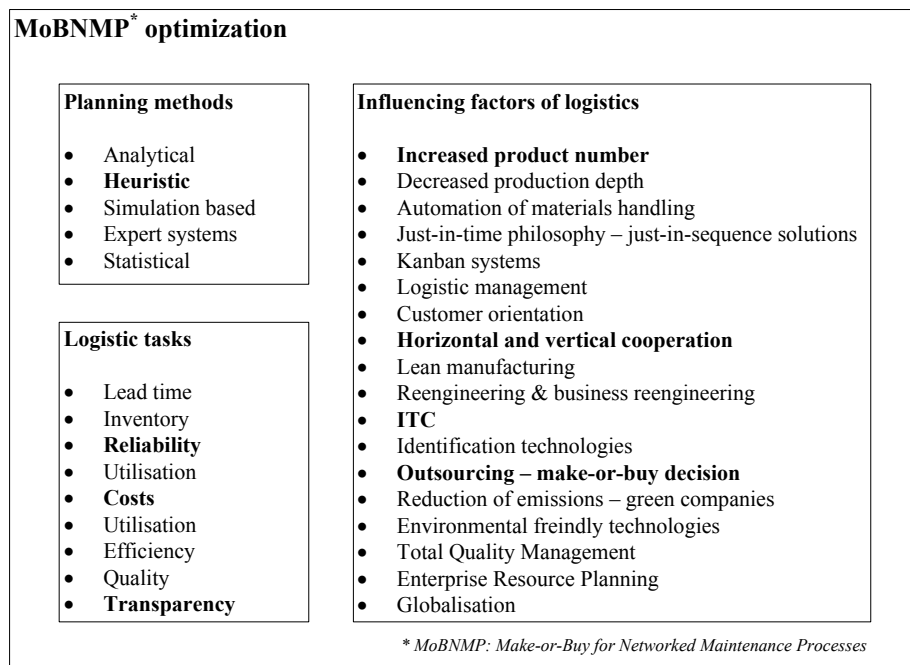 MoBNMP* optimization
Planning methods
• Analytical
• Heuristic
• Simulation based
• Expert systems
• Statistical
Logistic tasks
• Lead time
• Inventory
• Reliability
• Utilisation
• Costs
• Utilisation
• Efficiency
• Quality
• Transparency
Influencing factors of logistics
• Increased product number
• Decreased production depth
• Automation of materials handling
• Just-in-time philosophy – just-in-sequence solutions
• Kanban systems
• Logistic management
• Customer orientation
• Horizontal and vertical cooperation
• Lean manufacturing
• Reengineering & business reengineering
• ITC
• Identification technologies
• Outsourcing – make-or-buy decision
• Reduction of emissions – green companies
• Environmental freindly technologies
• Total Quality Management
• Enterprise Resource Planning
• Globalisation
* MoBNMP: Make-or-Buy for Networked Maintenance Processes